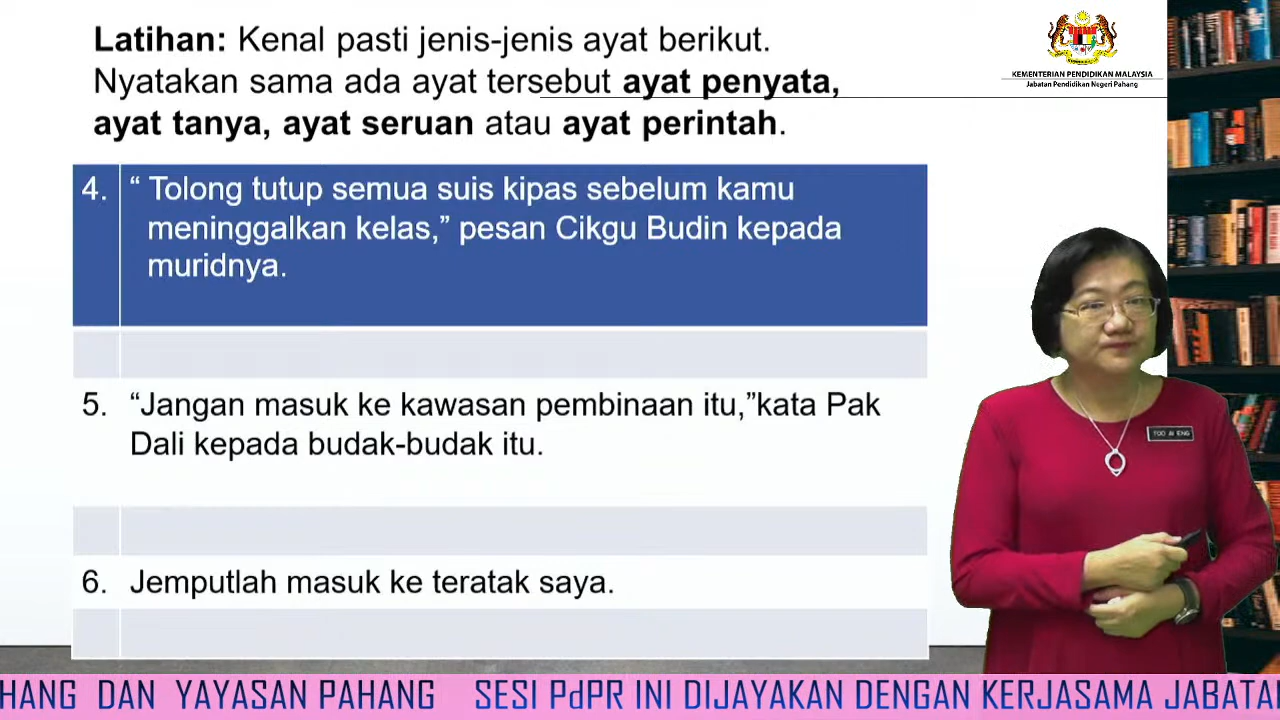 Latihan: Kenal pasti jenis-jenis ayat berikut.
Nyatakan sama ada ayat tersebut ayat penyata,
ayat tanya, ayat seruan atau ayat perintah.
KEMENTERIAN PENDIDIKAN MALAYSIA
Jabatan Pendidikan Negeri Pahang
4. “ Tolong tutup semua suis kipas sebelum kamu
meninggalkan kelas,” pesan Cikgu Budin kepada
muridnya.
5. “Jangan masuk ke kawasan pembinaan itu,”kata Pak
Dali kepada budak-budak itu.
6. Jemputlah masuk ke teratak saya.
HANG DAN YAYASAN PAHANG SESI PdPR INI DIJAYAKAN DENGAN KERJASAMA JABATA